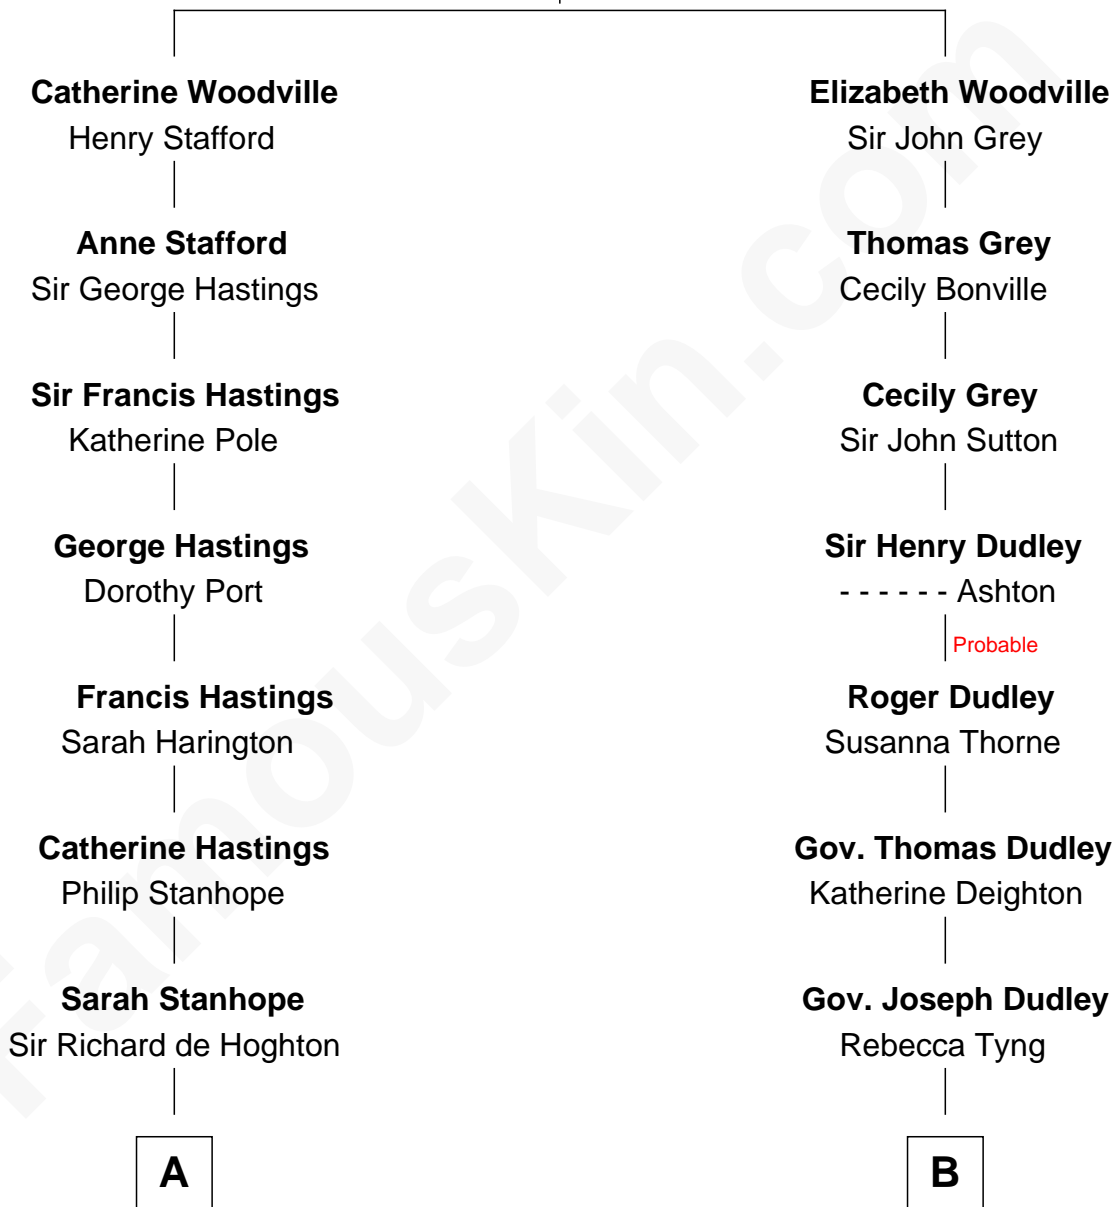 Catherine Woodville
Henry Stafford
Anne Stafford
Sir George Hastings
Sir Francis Hastings
Katherine Pole
George Hastings
Dorothy Port
Francis Hastings
Sarah Harington
Catherine Hastings
Philip Stanhope
Sarah Stanhope
Sir Richard de Hoghton
A
Elizabeth Woodville
Sir John Grey
Thomas Grey
Cecily Bonville
Cecily Grey
Sir John Sutton
Sir Henry Dudley
- - - - - - Ashton
Probable
Roger Dudley
Susanna Thorne
Gov. Thomas Dudley
Katherine Deighton
Gov. Joseph Dudley
Rebecca Tyng
B
FamousKin.com